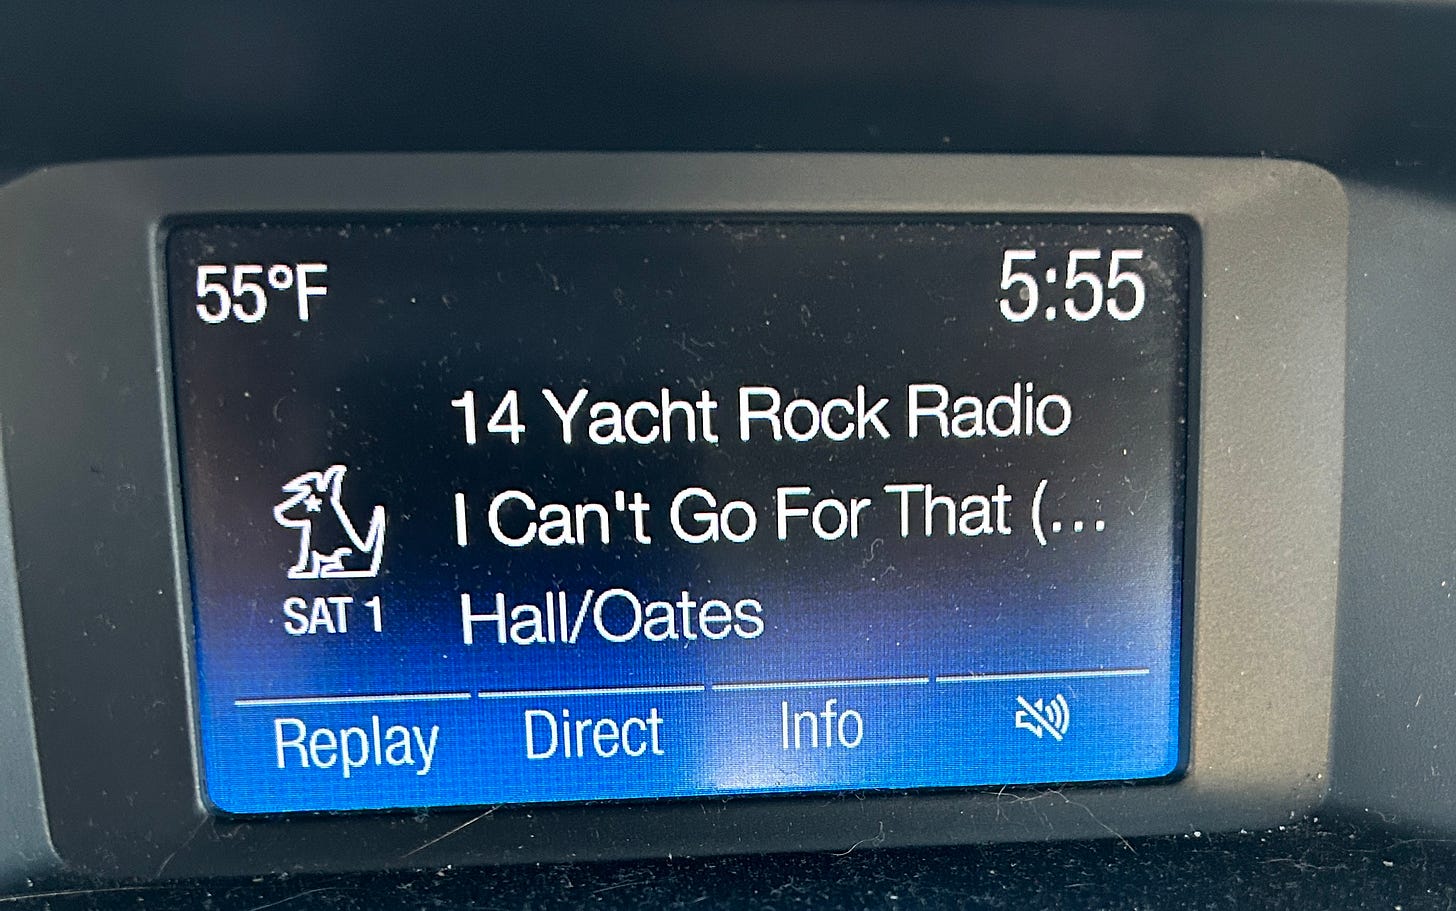 55°F 5:55
14 Yacht Rock Radio
I Can't Go For That (...
Hall/Oates
SAT 1
Replay Direct Info